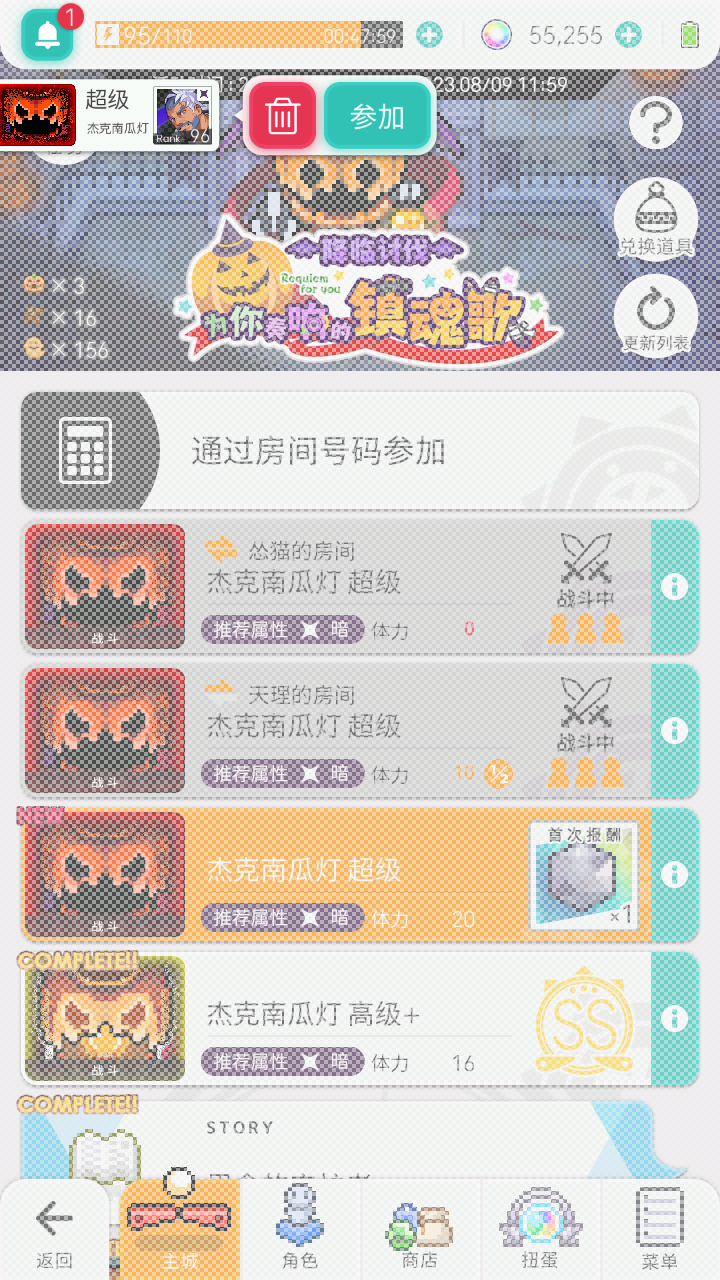 1
95/110
00:47:59
55,255
超级
杰克南瓜灯
Rank 96
参加
23.08/09 11:59
降临讨伐
Requiem for you
为你奏响的
镇魂歌
兑换道具
更新列表
× 3
× 16
× 156
通过房间号码参加
怂猫的房间
杰克南瓜灯 超级
战斗
推荐属性 暗 体力 0
战斗中
天理的房间
杰克南瓜灯 超级
战斗
推荐属性 暗 体力 10 1/2
战斗中
NEW
杰克南瓜灯 超级
战斗
推荐属性 暗 体力 20
首次报酬
×1
COMPLETE!!
杰克南瓜灯 高级+
战斗
推荐属性 暗 体力 16
SS
COMPLETE!!
STORY
返回
主城
角色
商店
扭蛋
菜单